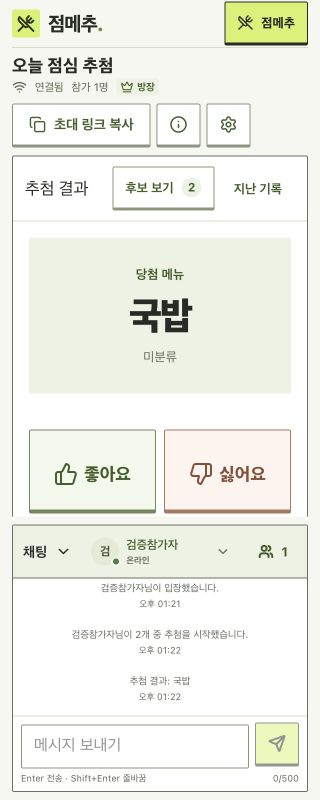 점메추.
점메추
오늘 점심 추첨
연결됨 참가 1명 방장
초대 링크 복사
추첨 결과 후보 보기 2 지난 기록
당첨 메뉴
국밥
미분류
좋아요 싫어요
채팅 검 검증참가자 1
온라인
검증참가자님이 입장했습니다.
오후 01:21
검증참가자님이 2개 중 추첨을 시작했습니다.
오후 01:22
추첨 결과: 국밥
오후 01:22
메시지 보내기
Enter 전송 · Shift+Enter 줄바꿈 0/500